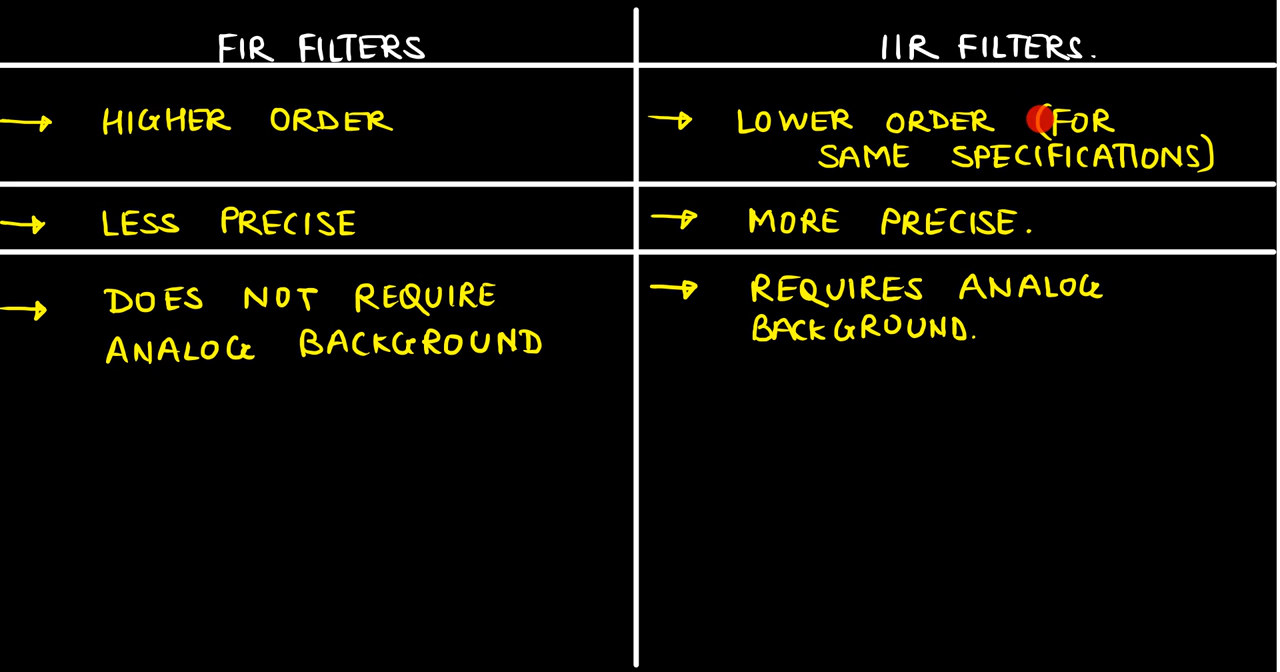 FIR FILTERS
IIR FILTERS.
→ HIGHER ORDER
→ LOWER ORDER (FOR
SAME SPECIFICATIONS)
→ LESS PRECISE
→ MORE PRECISE.
→ DOES NOT REQUIRE
ANALOG BACKGROUND
→ REQUIRES ANALOG
BACKGROUND.